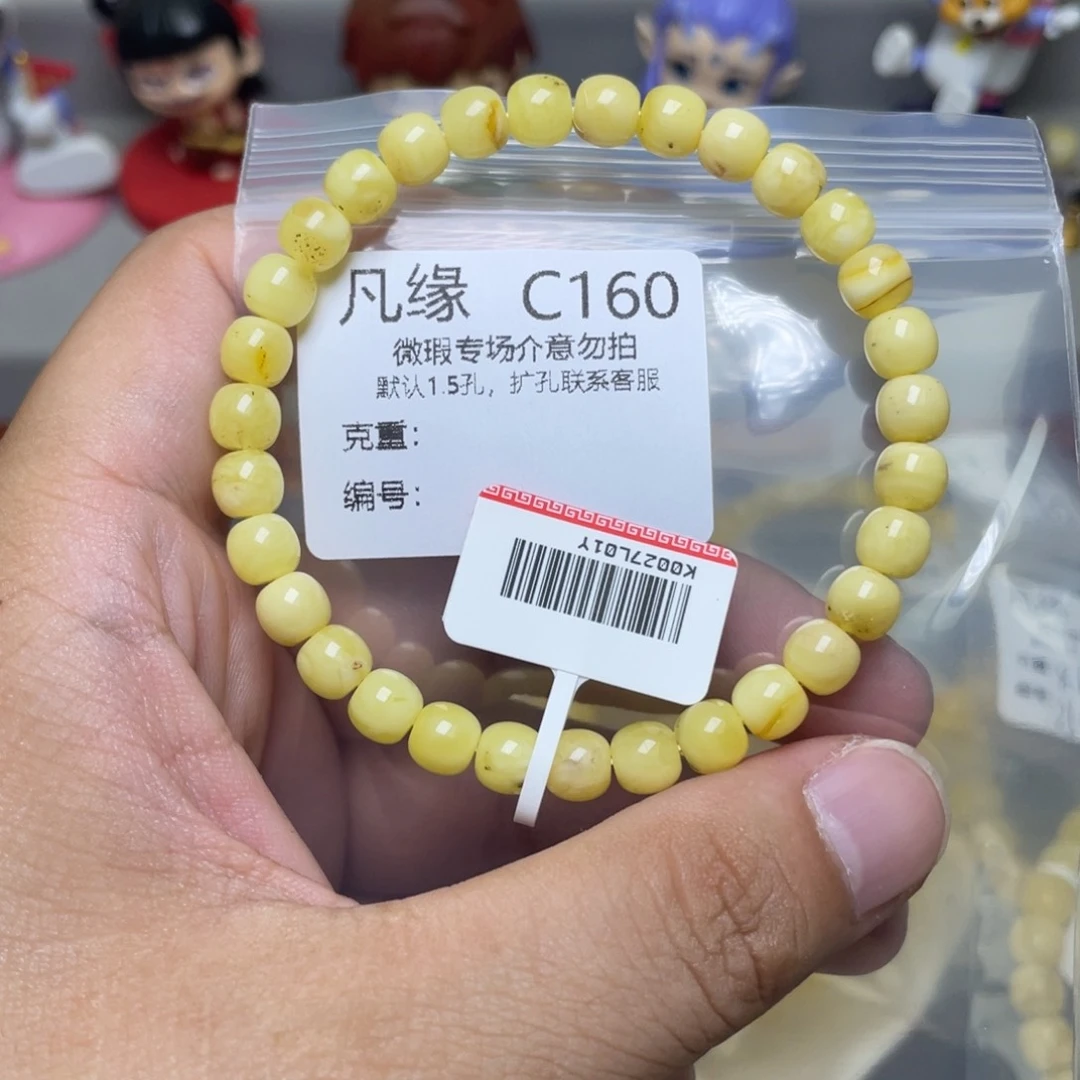 凡缘 C160
微瑕专场介意勿拍
默认1.5孔，扩孔联系客服
克重：
编号：
K0027L01Y